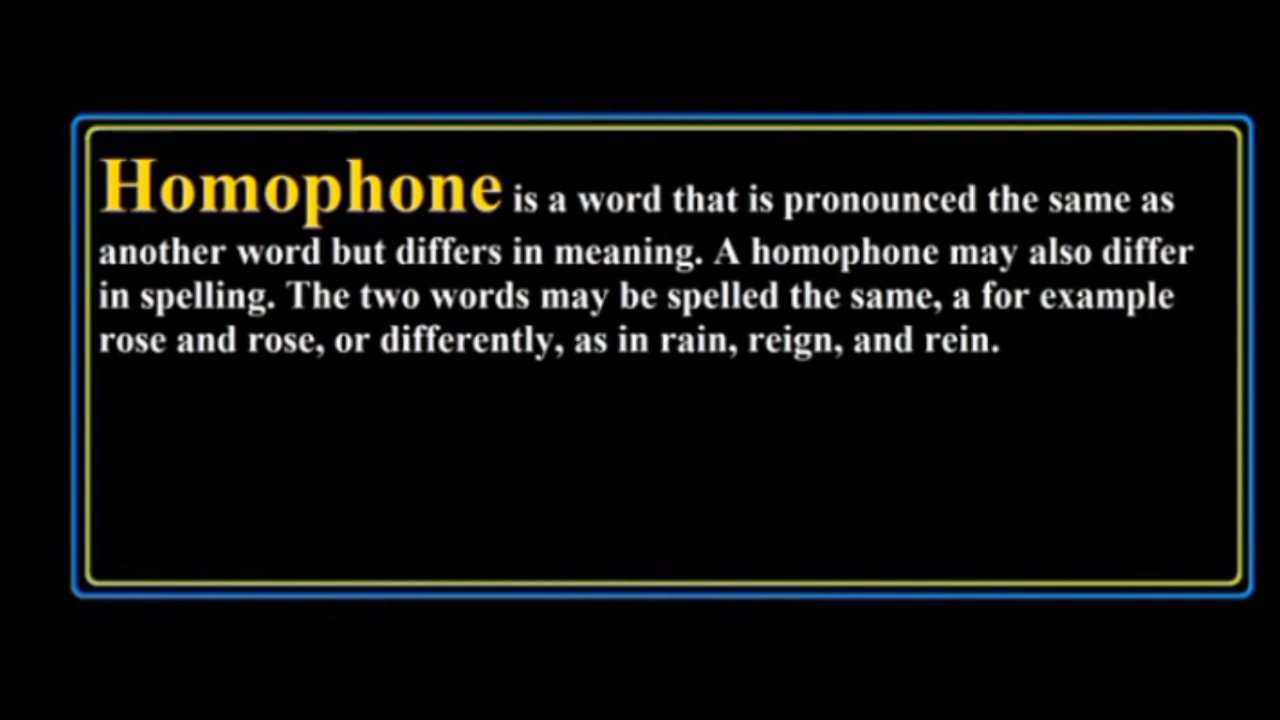 Homophone is a word that is pronounced the same as
another word but differs in meaning. A homophone may also differ
in spelling. The two words may be spelled the same, a for example
rose and rose, or differently, as in rain, reign, and rein.